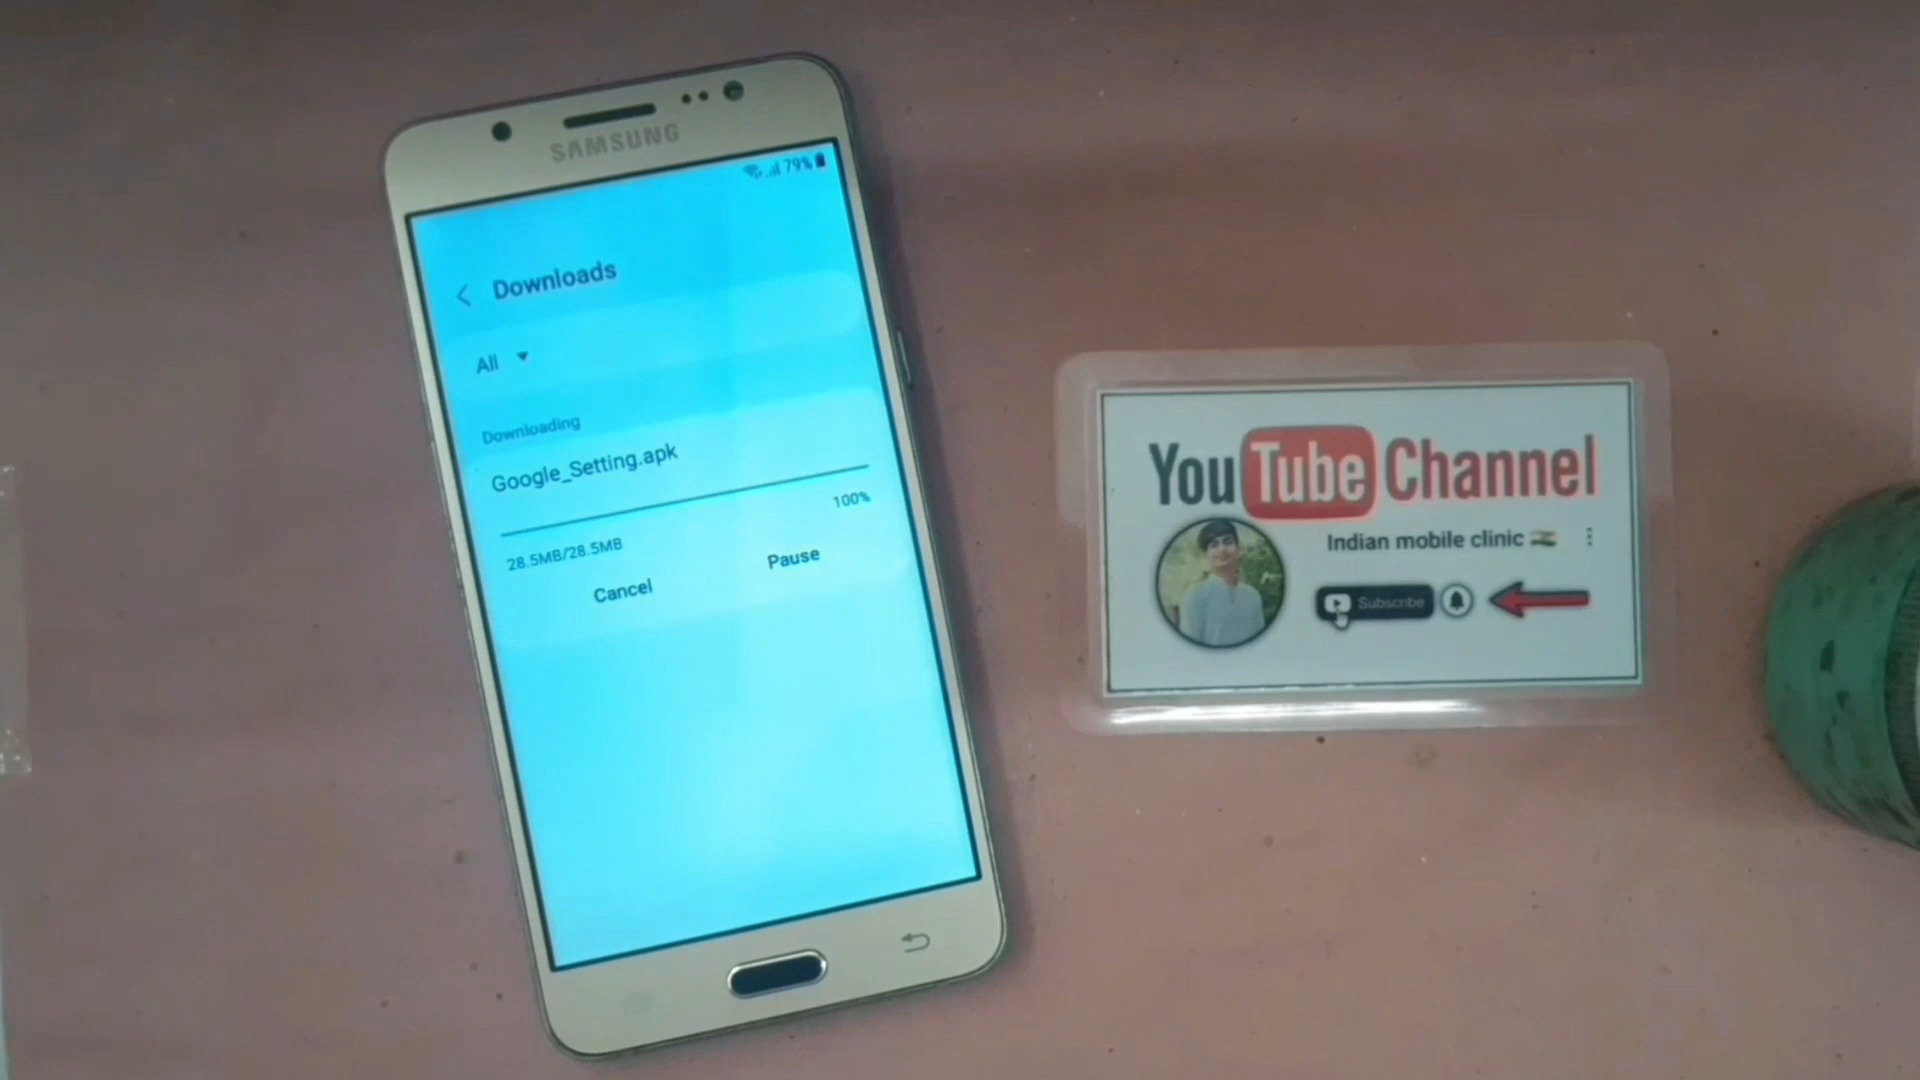 SAMSUNG
79%
Downloads
All
Downloading
Google_Setting.apk
100%
28.5MB/28.5MB
Cancel
Pause
YouTube Channel
Indian mobile clinic
Subscribe